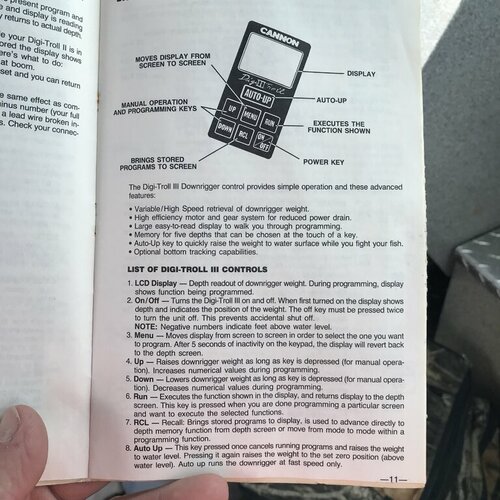 present program and
e and display is reading
y returns to actual depth.
e your Digi-Troll II is in
ored the display shows
ere's what to do:
at boom.
set and you can return
e same effect as com-
minus number (your full
a lead wire broken in-
s. Check your connec-
MOVES DISPLAY FROM
SCREEN TO SCREEN
CANNON
DISPLAY
Digi-III Troll
AUTO-UP
AUTO-UP
MANUAL OPERATION
AND PROGRAMMING KEYS
UP
MENU
RUN
EXECUTES THE
FUNCTION SHOWN
DOWN
RCL
ON
OFF
BRINGS STORED
PROGRAMS TO SCREEN
POWER KEY
The Digi-Troll III Downrigger control provides simple operation and these advanced
features:
• Variable/High Speed retrieval of downrigger weight.
• High efficiency motor and gear system for reduced power drain.
• Large easy-to-read display to walk you through programming.
• Memory for five depths that can be chosen at the touch of a key.
• Auto-Up key to quickly raise the weight to water surface while you fight your fish.
• Optional bottom tracking capabilities.
LIST OF DIGI-TROLL III CONTROLS
1. LCD Display — Depth readout of downrigger weight. During programming, display
shows function being programmed.
2. On/Off — Turns the Digi-Troll III on and off. When first turned on the display shows
depth and indicates the position of the weight. The off key must be pressed twice
to turn the unit off. This prevents accidental shut off.
NOTE: Negative numbers indicate feet above water level.
3. Menu — Moves display from screen to screen in order to select the one you want
to program. After 5 seconds of inactivity on the keypad, the display will revert back
to the depth screen.
4. Up — Raises downrigger weight as long as key is depressed (for manual opera-
tion). Increases numerical values during programming.
5. Down — Lowers downrigger weight as long as key is depressed (for manual opera-
tion). Decreases numerical values during programming.
6. Run — Executes the function shown in the display, and returns display to the depth
screen. This key is pressed when you are done programming a particular screen
and want to execute the selected functions.
7. RCL — Recall: Brings stored programs to display, is used to advance directly to
depth memory function from depth screen or move from mode to mode within a
programming function.
8. Auto Up — This key pressed once cancels running programs and raises the weight
to water level. Pressing it again raises the weight to the set zero position (above
water level). Auto up runs the downrigger at fast speed only.
—11—